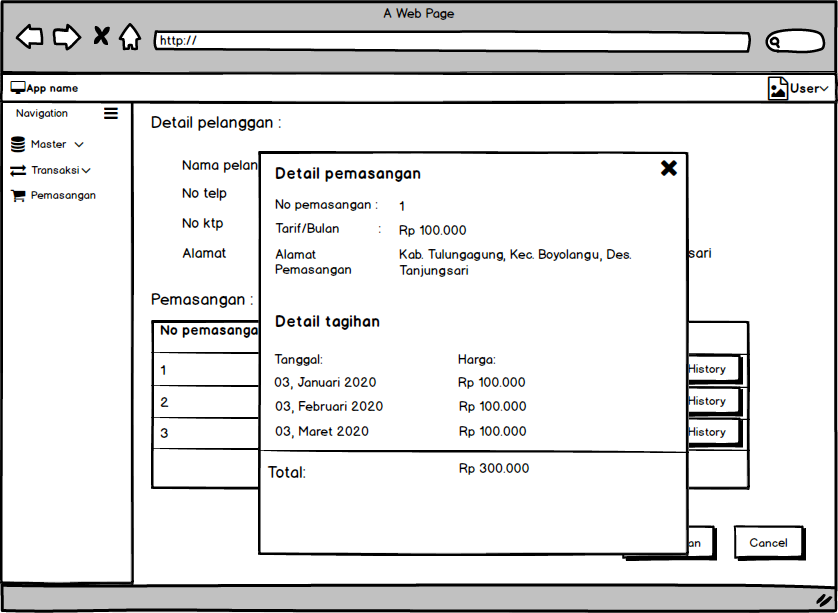 A Web Page
http://
App name
User
Navigation
Master
Transaksi
Pemasangan
Detail pelanggan :
Nama pelan
No telp
No ktp
Alamat
sari
Pemasangan :
No pemasanga
1
History
2
History
3
History
an
Cancel
Detail pemasangan
No pemasangan : 1
Tarif/Bulan : Rp 100.000
Alamat Kab. Tulungagung, Kec. Boyolangu, Des.
Pemasangan Tanjungsari
Detail tagihan
Tanggal: Harga:
03, Januari 2020 Rp 100.000
03, Februari 2020 Rp 100.000
03, Maret 2020 Rp 100.000
Total: Rp 300.000